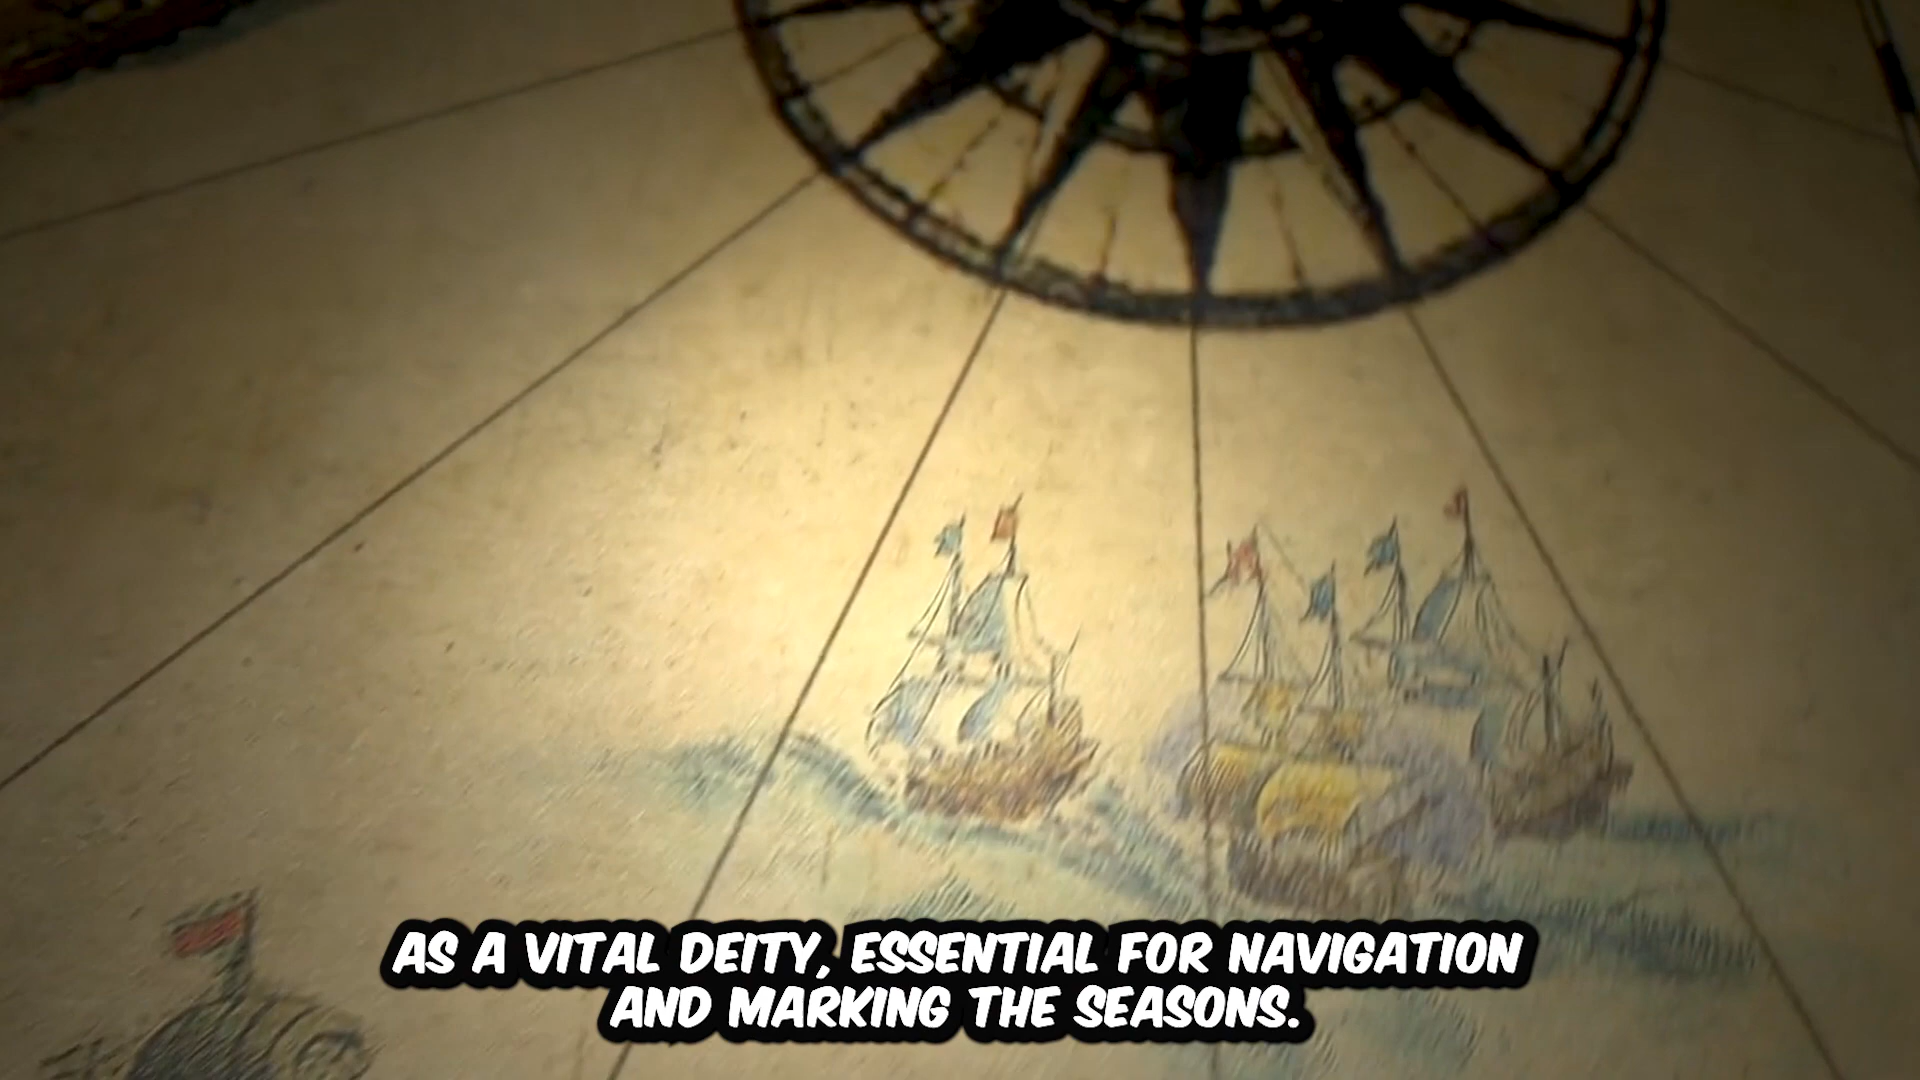 AS A VITAL DEITY, ESSENTIAL FOR NAVIGATION
AND MARKING THE SEASONS.